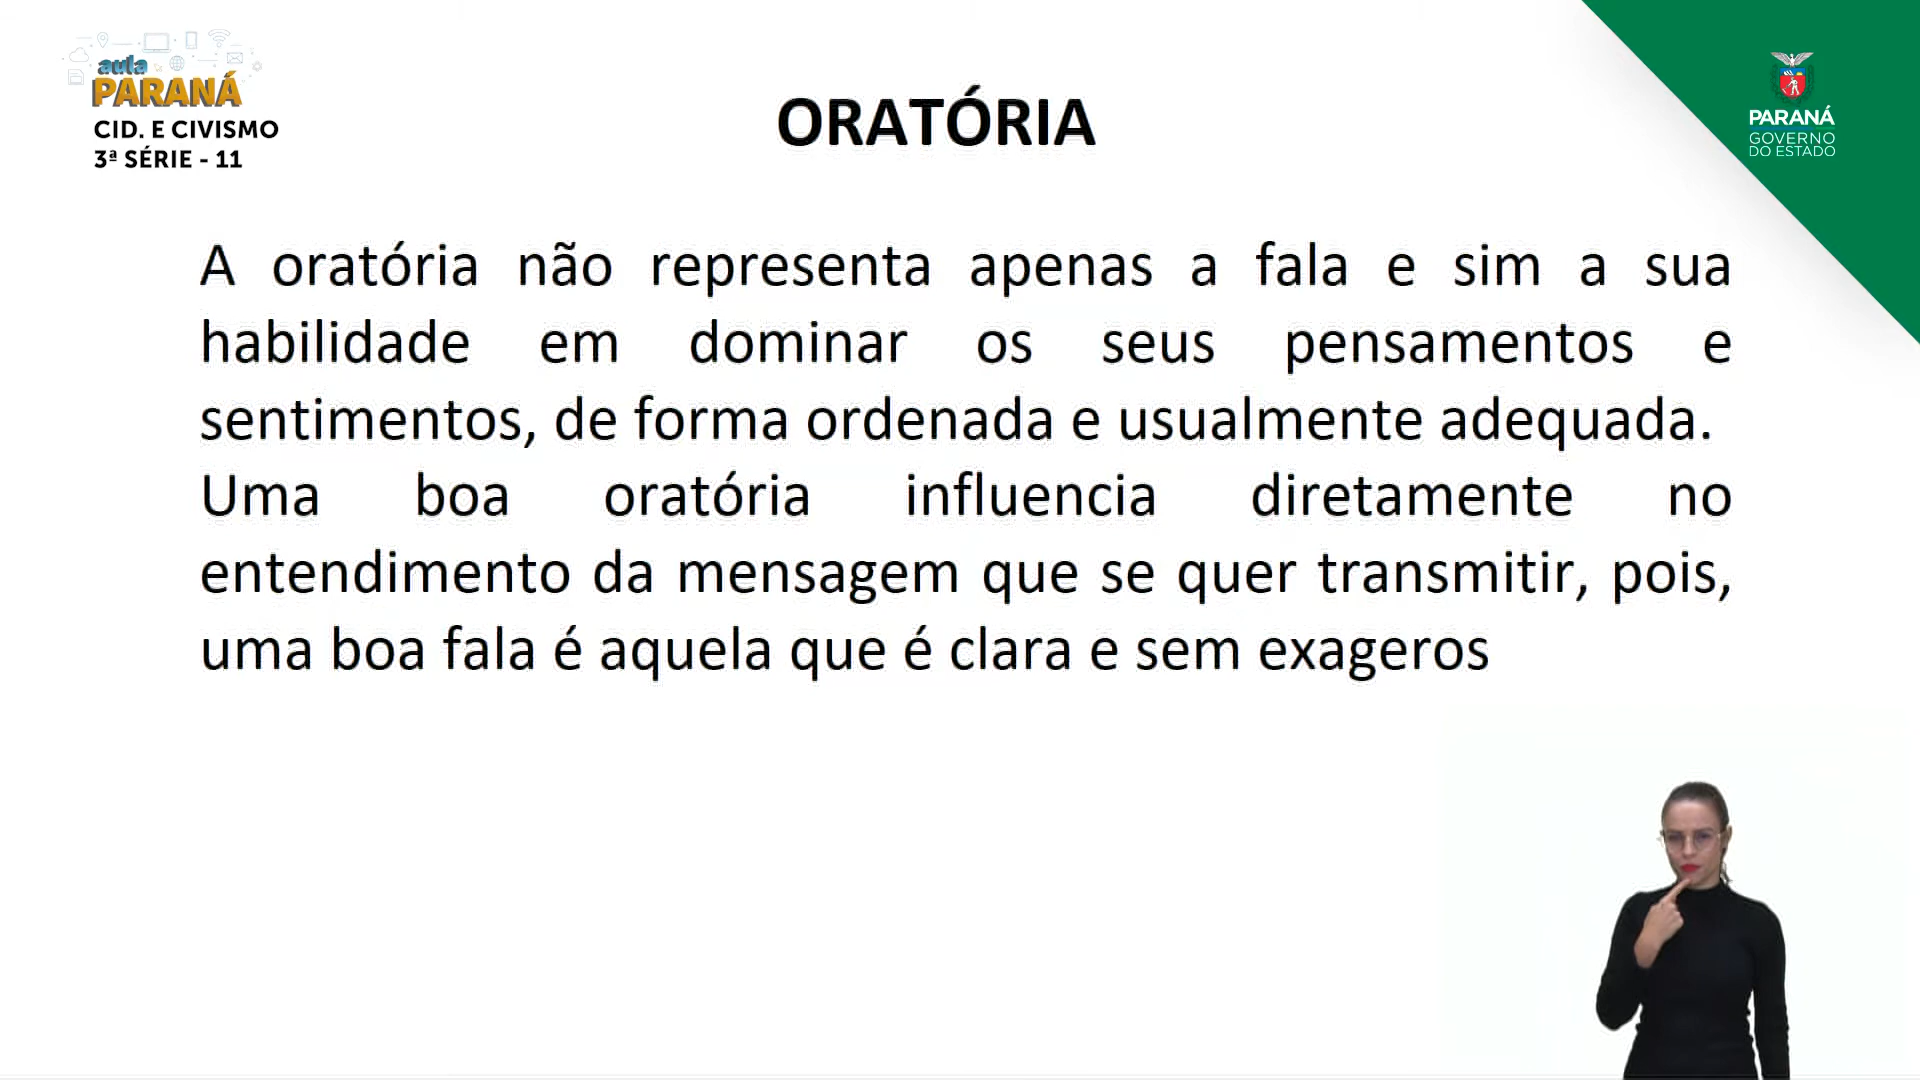 aula
PARANÁ
CID. E CIVISMO
3ª SÉRIE - 11
ORATÓRIA
PARANÁ
GOVERNO
DO ESTADO
A oratória não representa apenas a fala e sim a sua
habilidade em dominar os seus pensamentos e
sentimentos, de forma ordenada e usualmente adequada.
Uma boa oratória influencia diretamente no
entendimento da mensagem que se quer transmitir, pois,
uma boa fala é aquela que é clara e sem exageros